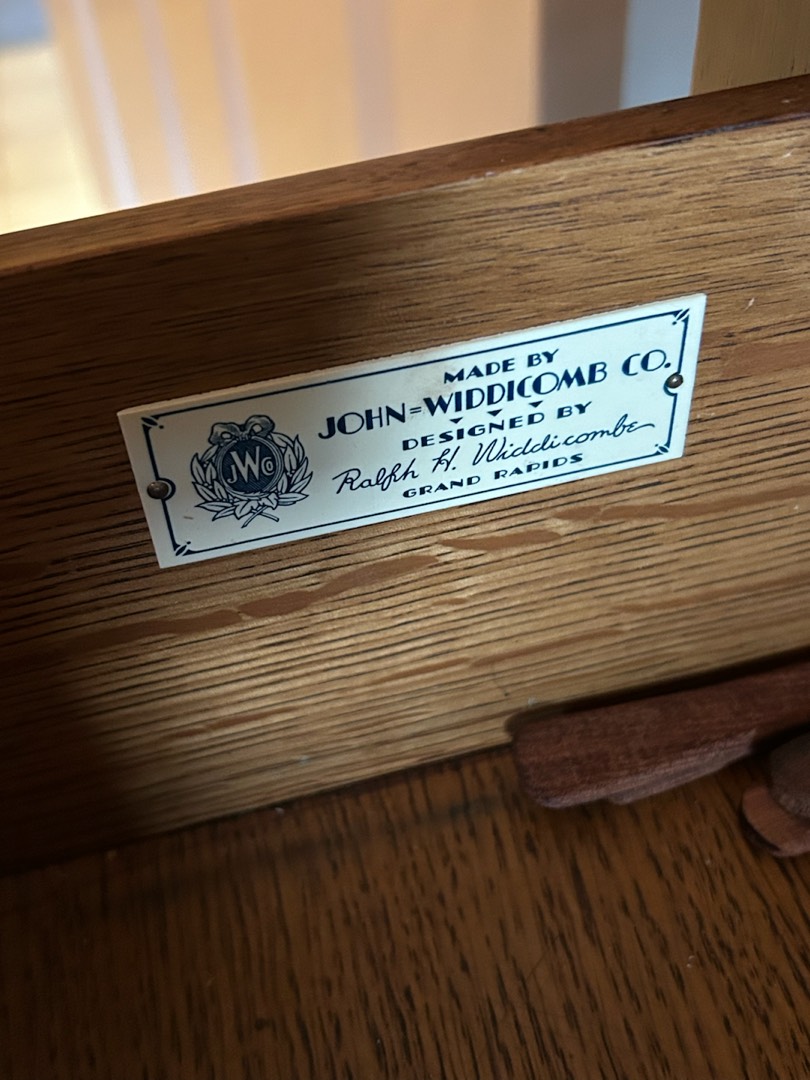 MADE BY
JOHN=WIDDICOMB CO.
DESIGNED BY
Ralph H. Widdicombe
GRAND RAPIDS
JWCo